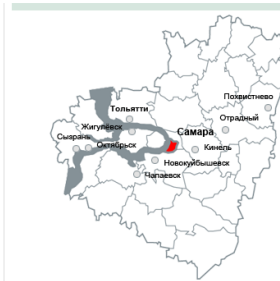 Похвистнево
Тольятти
Отрадный
Жигулёвск
Самара
Сызрань
Октябрьск
Кинель
Новокуйбышевск
Чапаевск